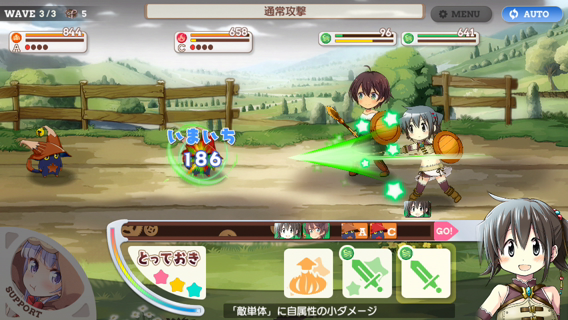 WAVE 3/3 5
通常攻撃
MENU
AUTO
844
A
658
C
96
641
いまいち
186
A
C
GO!
とっておき
SUPPORT
「敵単体」に自属性の小ダメージ